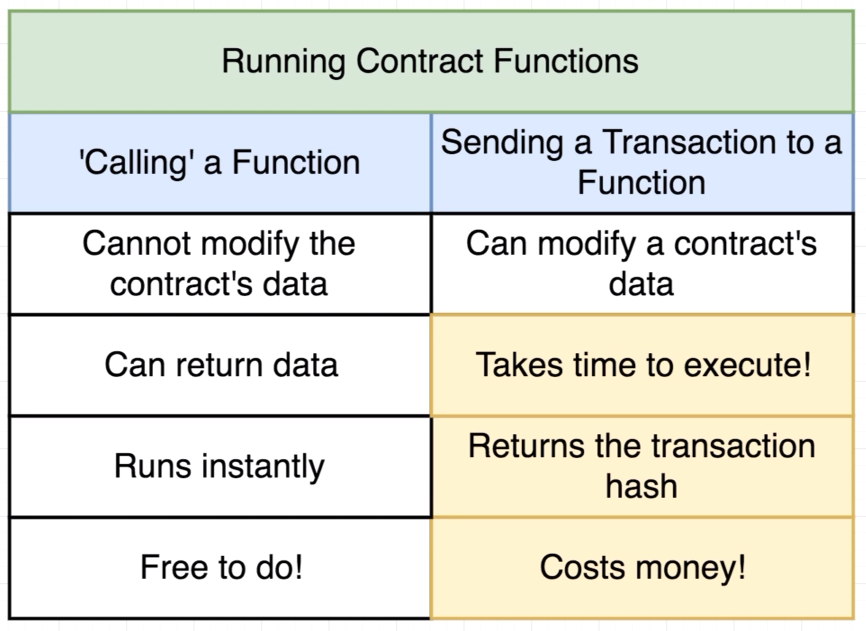 Running Contract Functions
'Calling' a Function
Sending a Transaction to a
Function
Cannot modify the
contract's data
Can modify a contract's
data
Can return data
Takes time to execute!
Runs instantly
Returns the transaction
hash
Free to do!
Costs money!